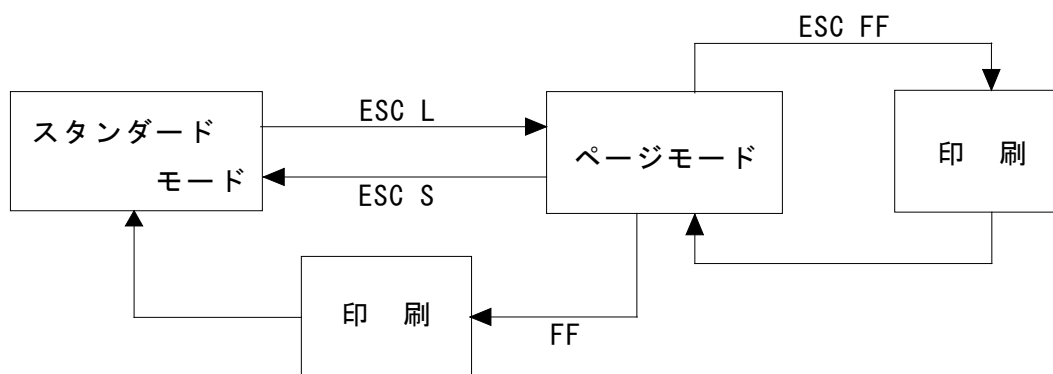 ESC FF
スタンダード
モード
ESC L
ESC S
ページモード
印 刷
印 刷
FF